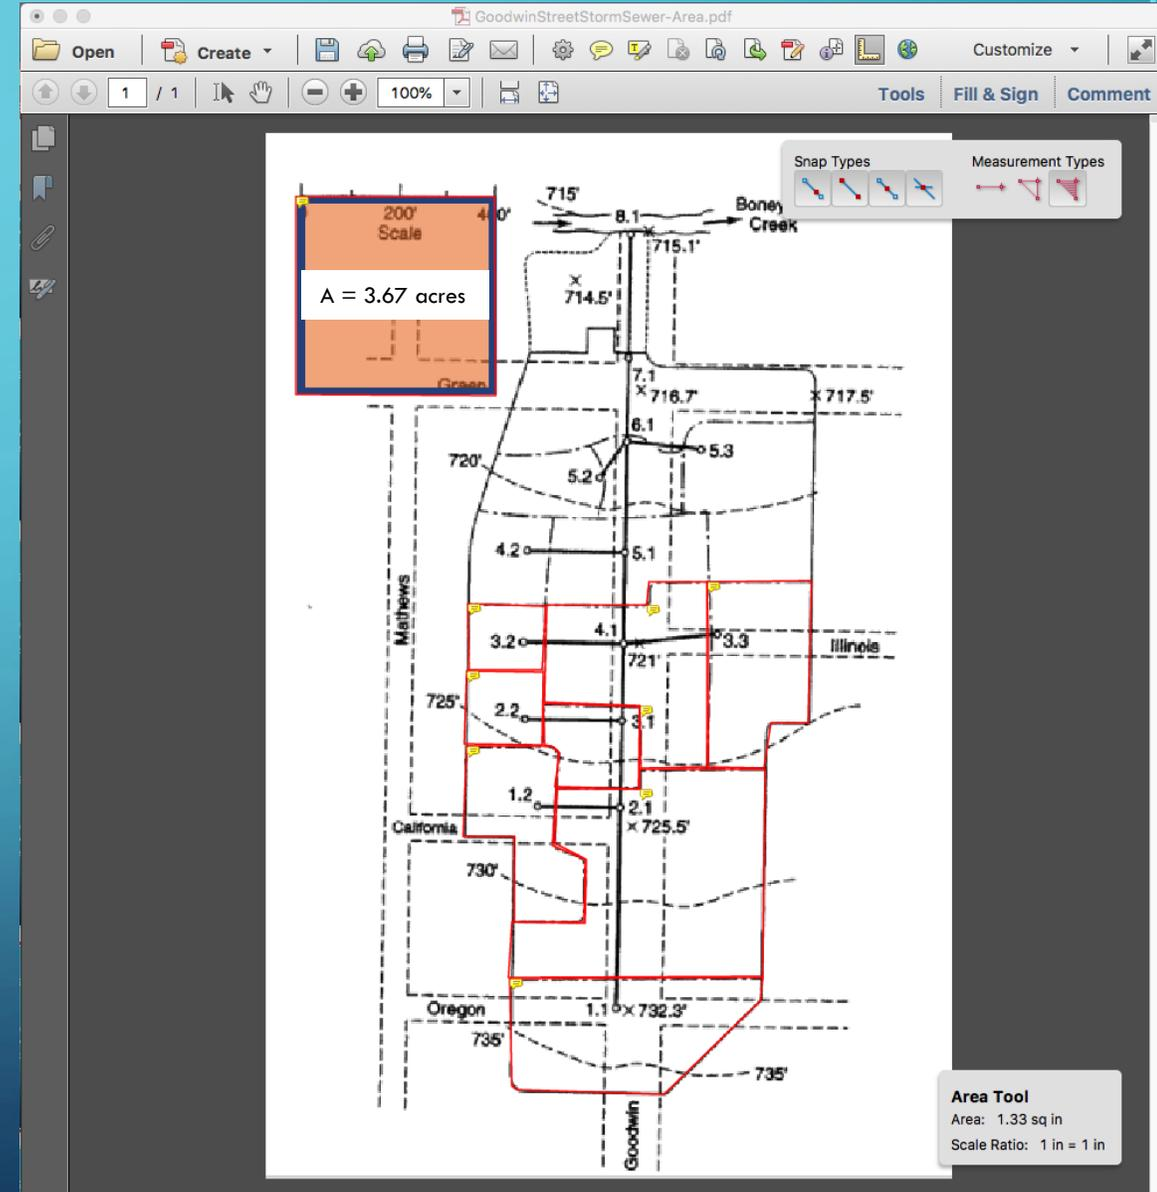 GoodwinStreetStormSewer-Area.pdf
Open
Create
Customize
1 / 1
100%
Tools
Fill & Sign
Comment
Snap Types
Measurement Types
200'
Scale
A = 3.67 acres
715'
8.1
Boney
Creek
715.1'
714.5'
Green
7.1
716.7'
717.5'
6.1
720'
5.3
5.2
4.2
5.1
Mathews
4.1
3.2
3.3
721'
Illinois
725'
2.2
3.1
1.2
2.1
725.5'
California
730'
Oregon
1.1
732.3'
735'
735'
Goodwin
Area Tool
Area: 1.33 sq in
Scale Ratio: 1 in = 1 in